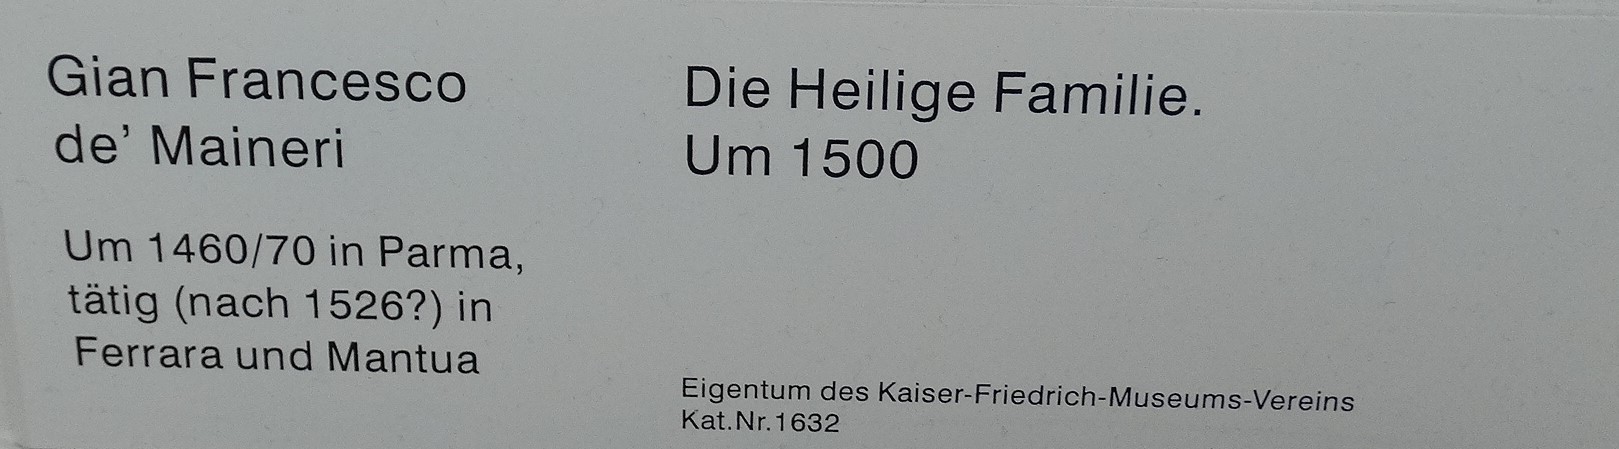 Gian Francesco
de’ Maineri
Um 1460/70 in Parma,
tätig (nach 1526?) in
Ferrara und Mantua
Die Heilige Familie.
Um 1500
Eigentum des Kaiser-Friedrich-Museums-Vereins
Kat.Nr.1632